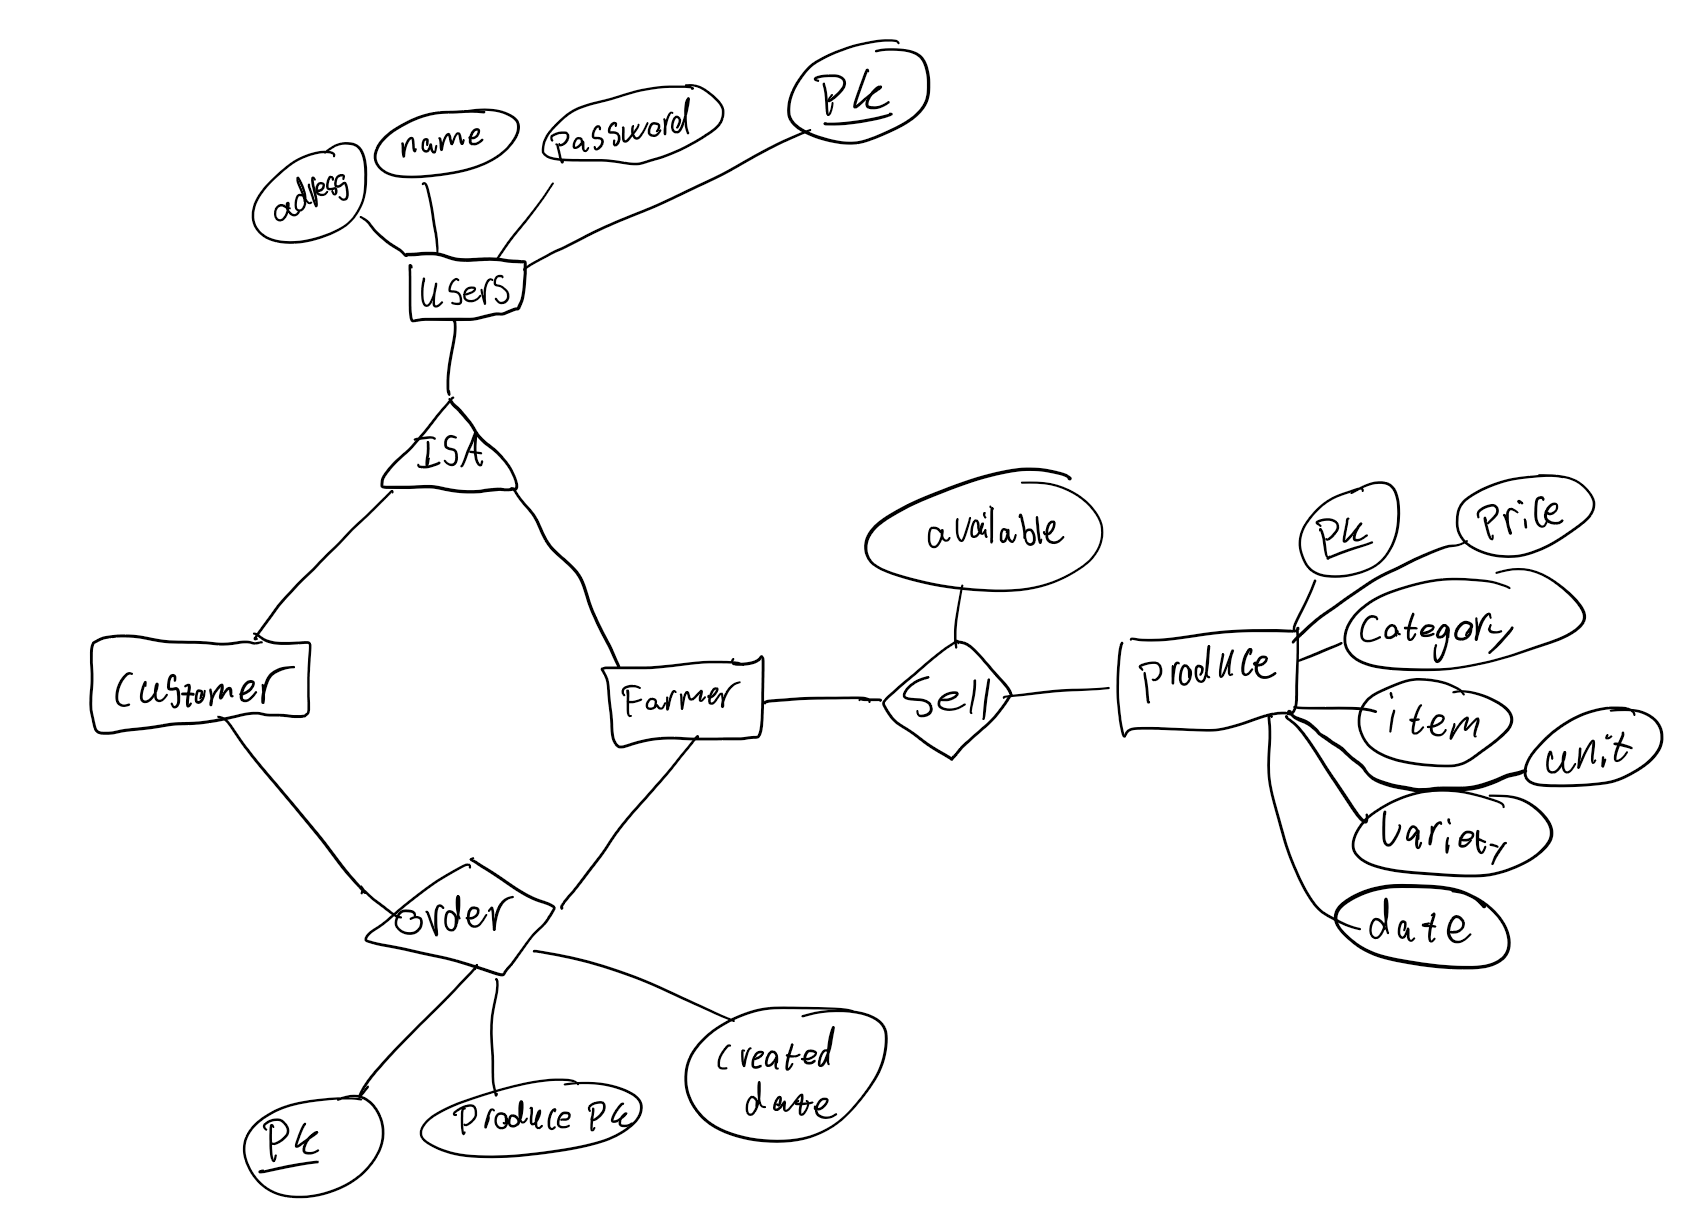 Pk
password
name
adress
users
ISA
available
Pk
Price
Category
Customer
Farmer
Sell
Produce
item
unit
Variety
order
date
created
date
Produce Pk
Pk